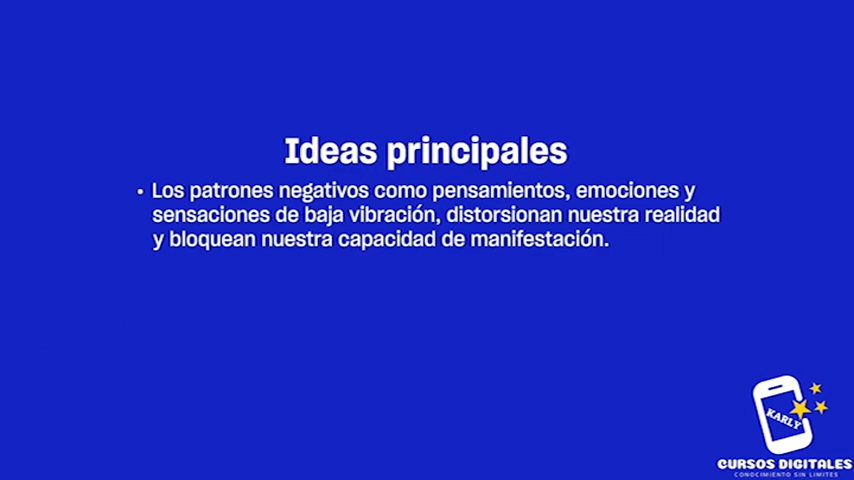 Ideas principales
• Los patrones negativos como pensamientos, emociones y
sensaciones de baja vibración, distorsionan nuestra realidad
y bloquean nuestra capacidad de manifestación.
KARLY
CURSOS DIGITALES
CONOCIMIENTO SIN LIMITES